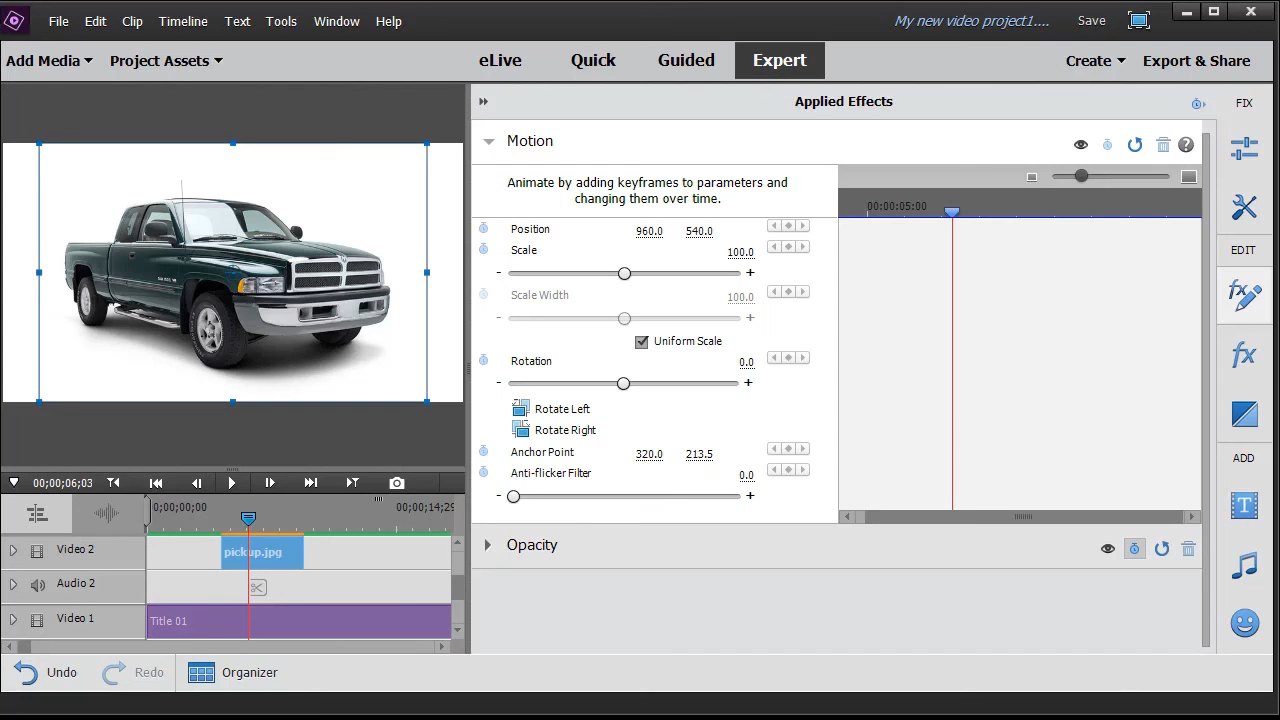 File Edit Clip Timeline Text Tools Window Help My new video project1.... Save
Add Media Project Assets eLive Quick Guided Expert Create Export & Share
Applied Effects FIX
Motion
Animate by adding keyframes to parameters and
changing them over time.
00:00:05:00
Position 960.0 540.0
Scale 100.0
- +
EDIT
Scale Width 100.0
- +
Uniform Scale
Rotation 0.0
- +
Rotate Left
Rotate Right
Anchor Point 320.0 213.5
ADD
Anti-flicker Filter 0.0
- +
00;00;06;03
0;00;00;00 00;00;14;29
Opacity
Video 2 pickup.jpg
Audio 2
Video 1 Title 01
Undo Redo Organizer